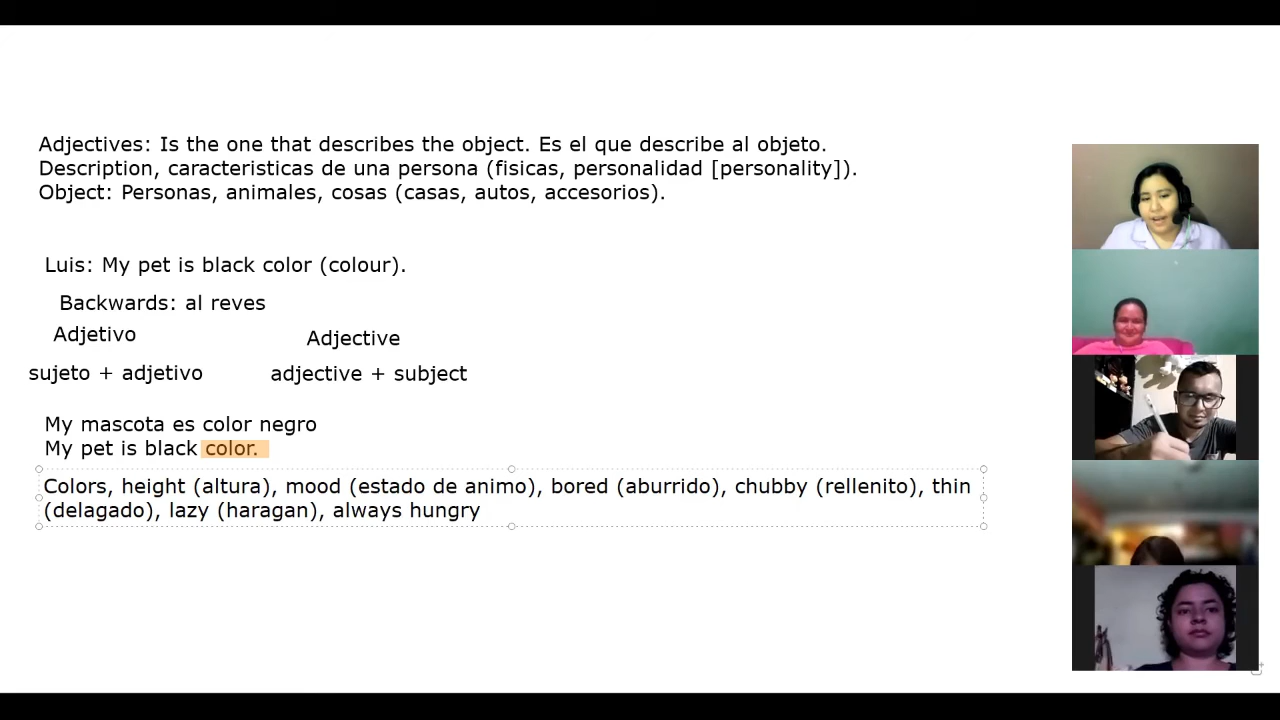 Adjectives: Is the one that describes the object. Es el que describe al objeto.
Description, caracteristicas de una persona (fisicas, personalidad [personality]).
Object: Personas, animales, cosas (casas, autos, accesorios).
Luis: My pet is black color (colour).
Backwards: al reves
Adjetivo
Adjective
sujeto + adjetivo
adjective + subject
My mascota es color negro
My pet is black color.
Colors, height (altura), mood (estado de animo), bored (aburrido), chubby (rellenito), thin
(delagado), lazy (haragan), always hungry